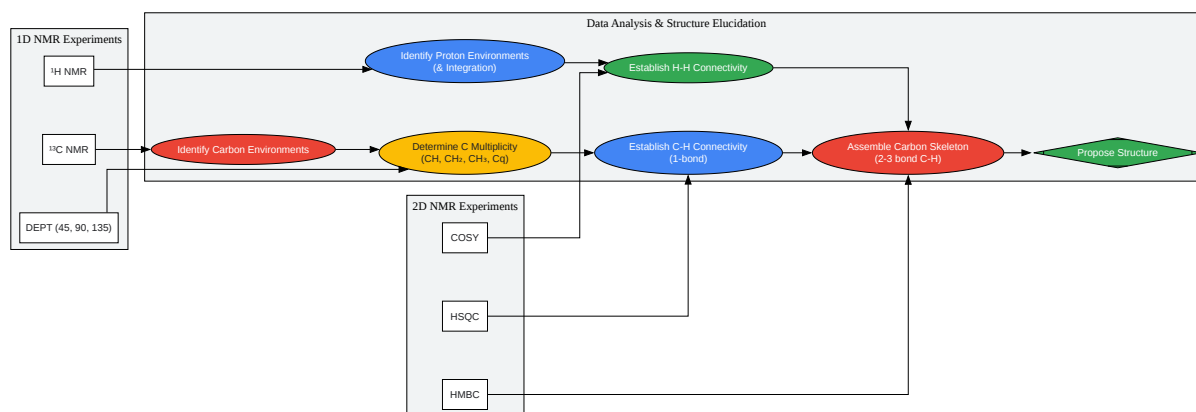 Data Analysis & Structure Elucidation
1D NMR Experiments
¹H NMR
Identify Proton Environments
(& Integration)
Establish H-H Connectivity
¹³C NMR
Identify Carbon Environments
Determine C Multiplicity
(CH, CH₂, CH₃, Cq)
Establish C-H Connectivity
(1-bond)
Assemble Carbon Skeleton
(2-3 bond C-H)
Propose Structure
DEPT (45, 90, 135)
2D NMR Experiments
COSY
HSQC
HMBC